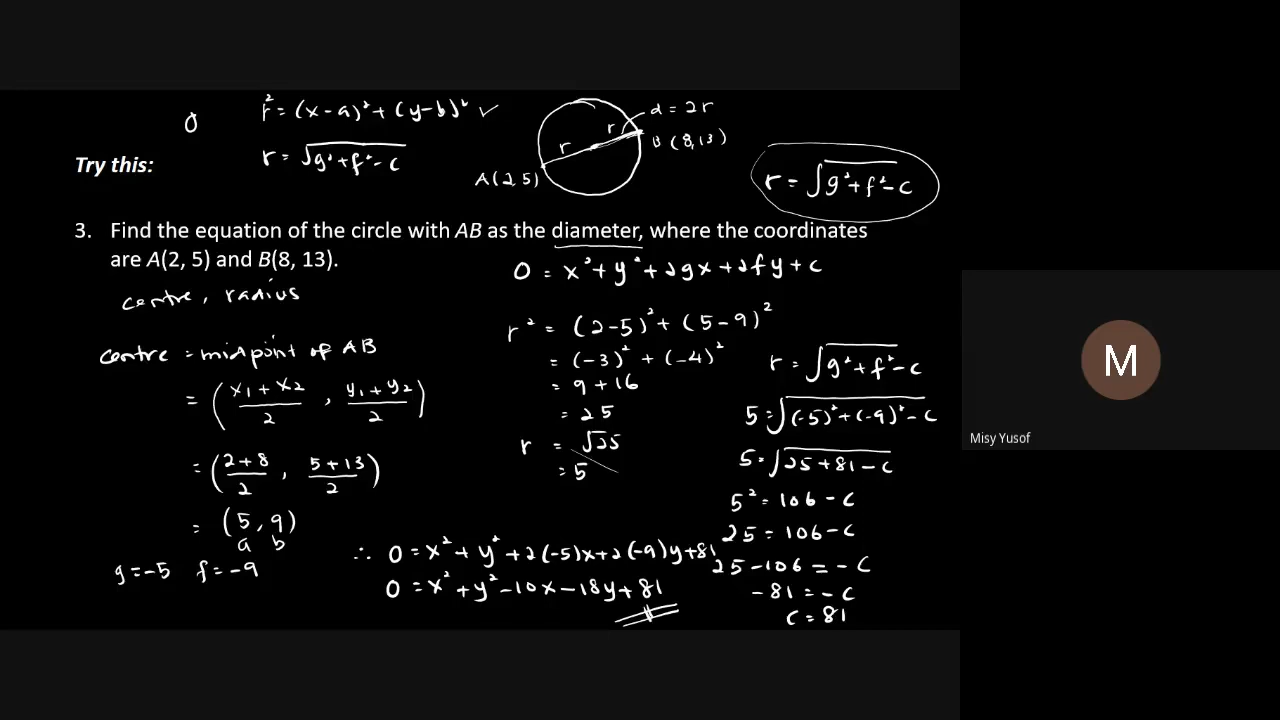 r² = (x-a)² + (y-b)² ✓
r = √g² + f² - c
0
Try this:
d = 2r
r
r
B (8,13)
A(2,5)
r = √g² + f² - c
3. Find the equation of the circle with AB as the diameter, where the coordinates
are A(2, 5) and B(8, 13).
centre, radius
centre = midpoint of AB
= (x₁ + x₂ / 2 , y₁ + y₂ / 2)
= (2+8 / 2 , 5+13 / 2)
= (5, 9)
a b
g = -5 f = -9
0 = x² + y² + 2gx + 2fy + c
r² = (2-5)² + (5-9)²
= (-3)² + (-4)²
= 9 + 16
= 25
r = √25
= 5
∴ 0 = x² + y² + 2(-5)x + 2(-9)y + 81
0 = x² + y² - 10x - 18y + 81
r = √g² + f² - c
5 = √(-5)² + (-9)² - c
5 = √25 + 81 - c
5² = 106 - c
25 = 106 - c
25 - 106 = - c
- 81 = - c
c = 81
M
Misy Yusof